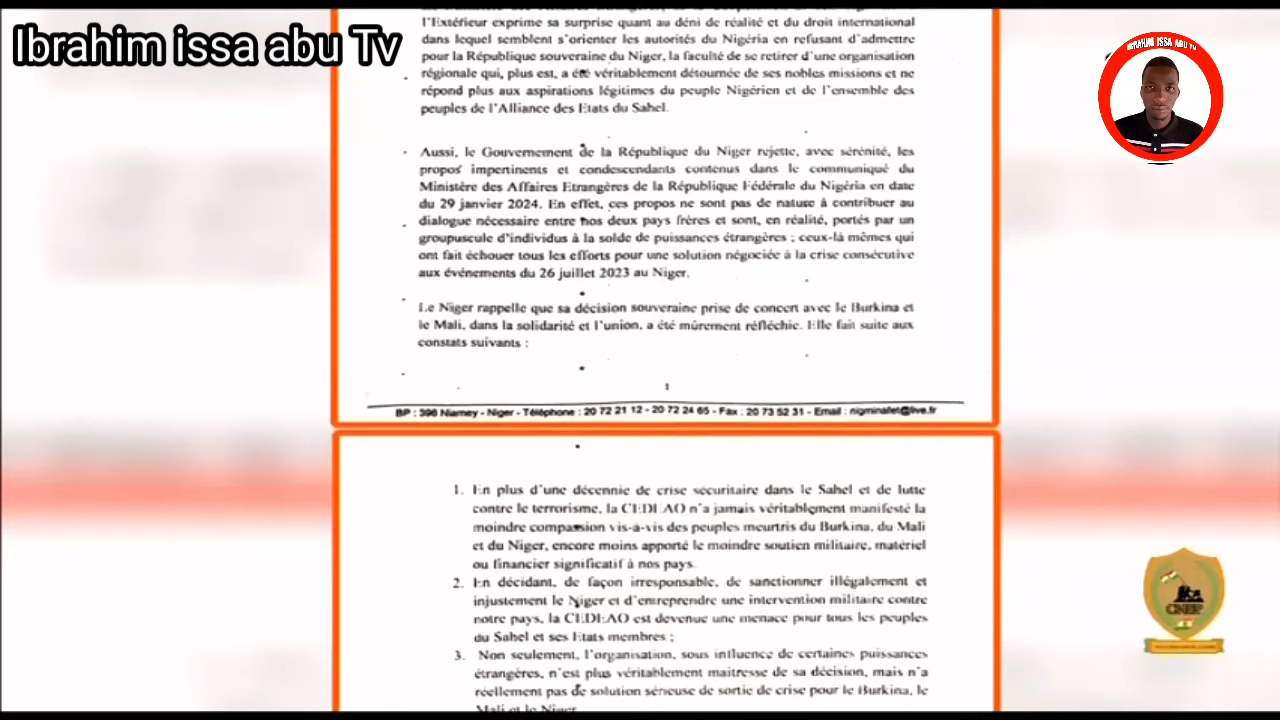 Ibrahim issa abu Tv
IBRAHIM ISSA ABU TV
l'Extérieur exprime sa surprise quant au déni de réalité et du droit international
dans lequel semblent s'orienter les autorités du Nigéria en refusant d'admettre
pour la République souveraine du Niger, la faculté de se retirer d'une organisation
régionale qui, plus est, a été véritablement détournée de ses nobles missions et ne
répond plus aux aspirations légitimes du peuple Nigérien et de l'ensemble des
peuples de l'Alliance des Etats du Sahel.
Aussi, le Gouvernement de la République du Niger rejette, avec sérénité, les
propos impertinents et condescendants contenus dans le communiqué du
Ministère des Affaires Etrangères de la République Fédérale du Nigéria en date
du 29 janvier 2024. En effet, ces propos ne sont pas de nature à contribuer au
dialogue nécessaire entre nos deux pays frères et sont, en réalité, portés par un
groupuscule d'individus à la solde de puissances étrangères ; ceux-là mêmes qui
ont fait échouer tous les efforts pour une solution négociée à la crise consécutive
aux événements du 26 juillet 2023 au Niger.
Le Niger rappelle que sa décision souveraine prise de concert avec le Burkina et
le Mali, dans la solidarité et l'union, a été mûrement réfléchie. Elle fait suite aux
constats suivants :
1
BP : 396 Niamey - Niger - Téléphone : 20 72 21 12 - 20 72 24 65 - Fax : 20 73 52 31 - Email : nigminafet@live.fr
1. En plus d'une décennie de crise sécuritaire dans le Sahel et de lutte
contre le terrorisme, la CEDEAO n'a jamais véritablement manifesté la
moindre compassion vis-à-vis des peuples meurtris du Burkina, du Mali
et du Niger, encore moins apporté le moindre soutien militaire, matériel
ou financier significatif à nos pays.
2. En décidant, de façon irresponsable, de sanctionner illégalement et
injustement le Niger et d'entreprendre une intervention militaire contre
notre pays, la CEDEAO est devenue une menace pour tous les peuples
du Sahel et ses Etats membres ;
3. Non seulement, l'organisation, sous influence de certaines puissances
étrangères, n'est plus véritablement maitresse de sa décision, mais n'a
réellement pas de solution sérieuse de sortie de crise pour le Burkina, le
Mali et le Niger
CNSP